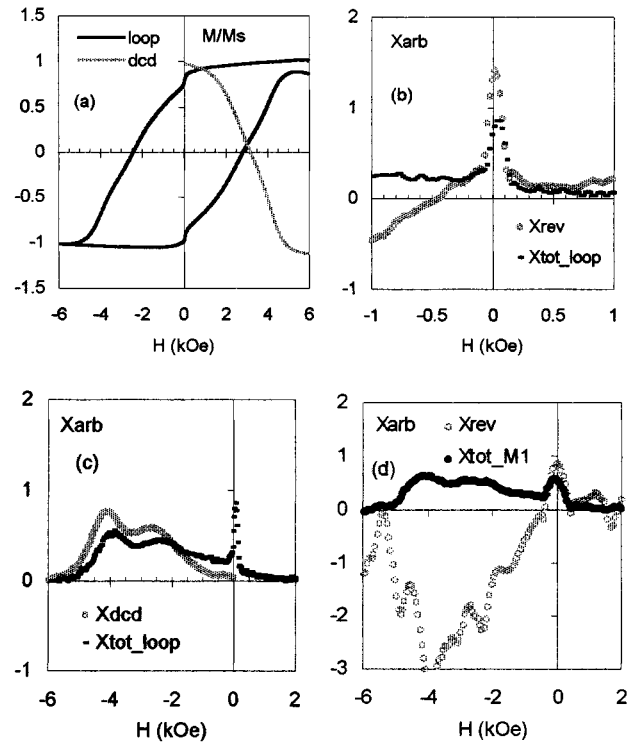 loop
dcd
M/Ms
(a)
1.5
1
0.5
0
-0.5
-1
-1.5
-6 -4 -2 0 2 4 6
H (kOe)
Xarb
(b)
2
1
0
-1
Xrev
Xtot_loop
-1 -0.5 0 0.5 1
H (kOe)
Xarb
(c)
2
1
0
-1
Xdcd
Xtot_loop
-6 -4 -2 0 2
H (kOe)
Xarb
Xrev
Xtot_M1
(d)
2
1
0
-1
-2
-3
-6 -4 -2 0 2
H (kOe)